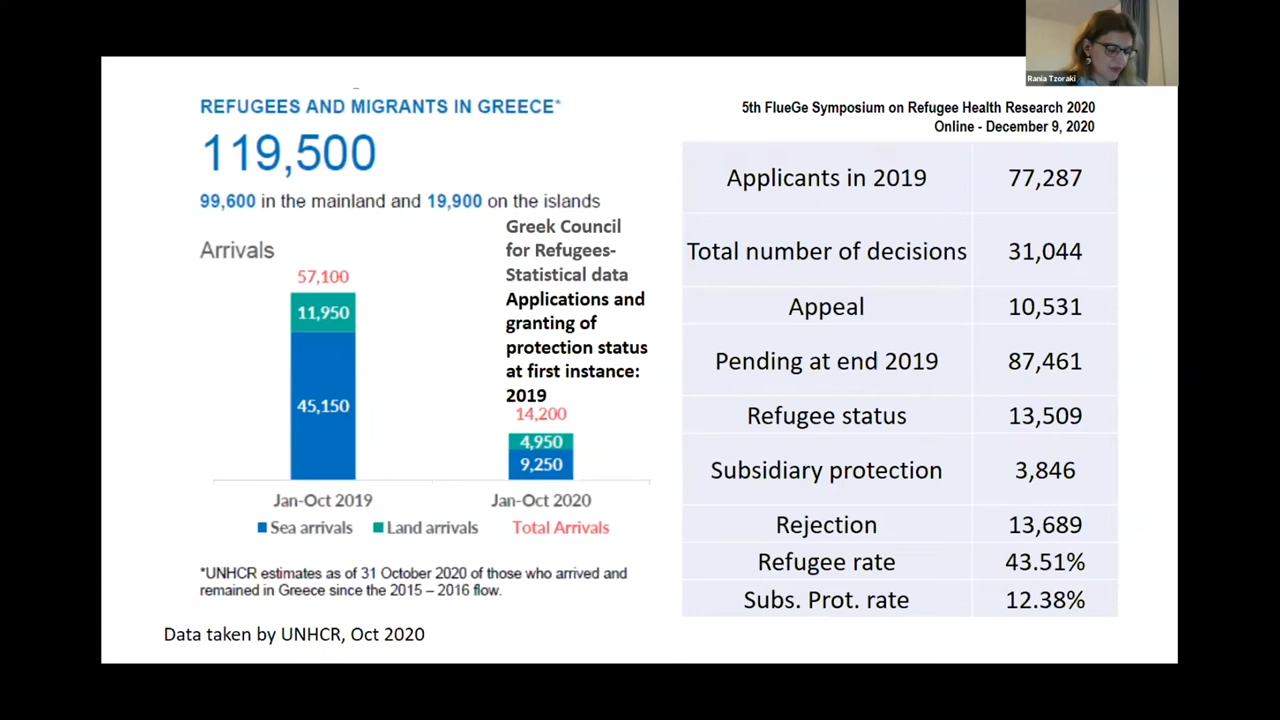 Rania Tzoraki
REFUGEES AND MIGRANTS IN GREECE*
119,500
99,600 in the mainland and 19,900 on the islands
Arrivals
57,100
11,950
45,150
Jan-Oct 2019
Greek Council
for Refugees-
Statistical data
Applications and
granting of
protection status
at first instance:
2019
14,200
4,950
9,250
Jan-Oct 2020
Sea arrivals Land arrivals Total Arrivals
*UNHCR estimates as of 31 October 2020 of those who arrived and
remained in Greece since the 2015 – 2016 flow.
Data taken by UNHCR, Oct 2020
5th FlueGe Symposium on Refugee Health Research 2020
Online - December 9, 2020
Applicants in 2019 77,287
Total number of decisions 31,044
Appeal 10,531
Pending at end 2019 87,461
Refugee status 13,509
Subsidiary protection 3,846
Rejection 13,689
Refugee rate 43.51%
Subs. Prot. rate 12.38%